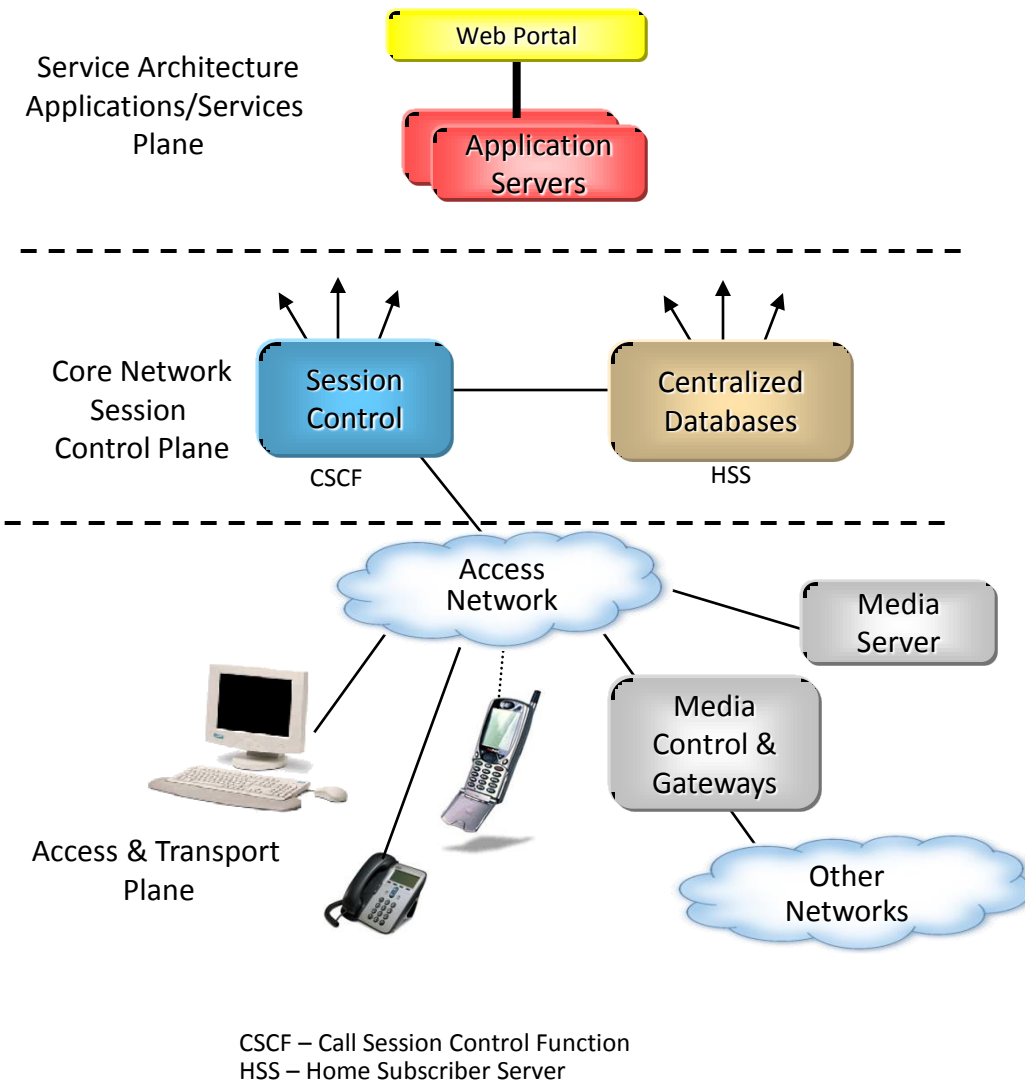 Web Portal
Service Architecture
Applications/Services
Plane
Application
Servers
Core Network
Session
Control Plane
Session
Control
CSCF
Centralized
Databases
HSS
Access
Network
Media
Server
Media
Control &
Gateways
Access & Transport
Plane
Other
Networks
CSCF – Call Session Control Function
HSS – Home Subscriber Server